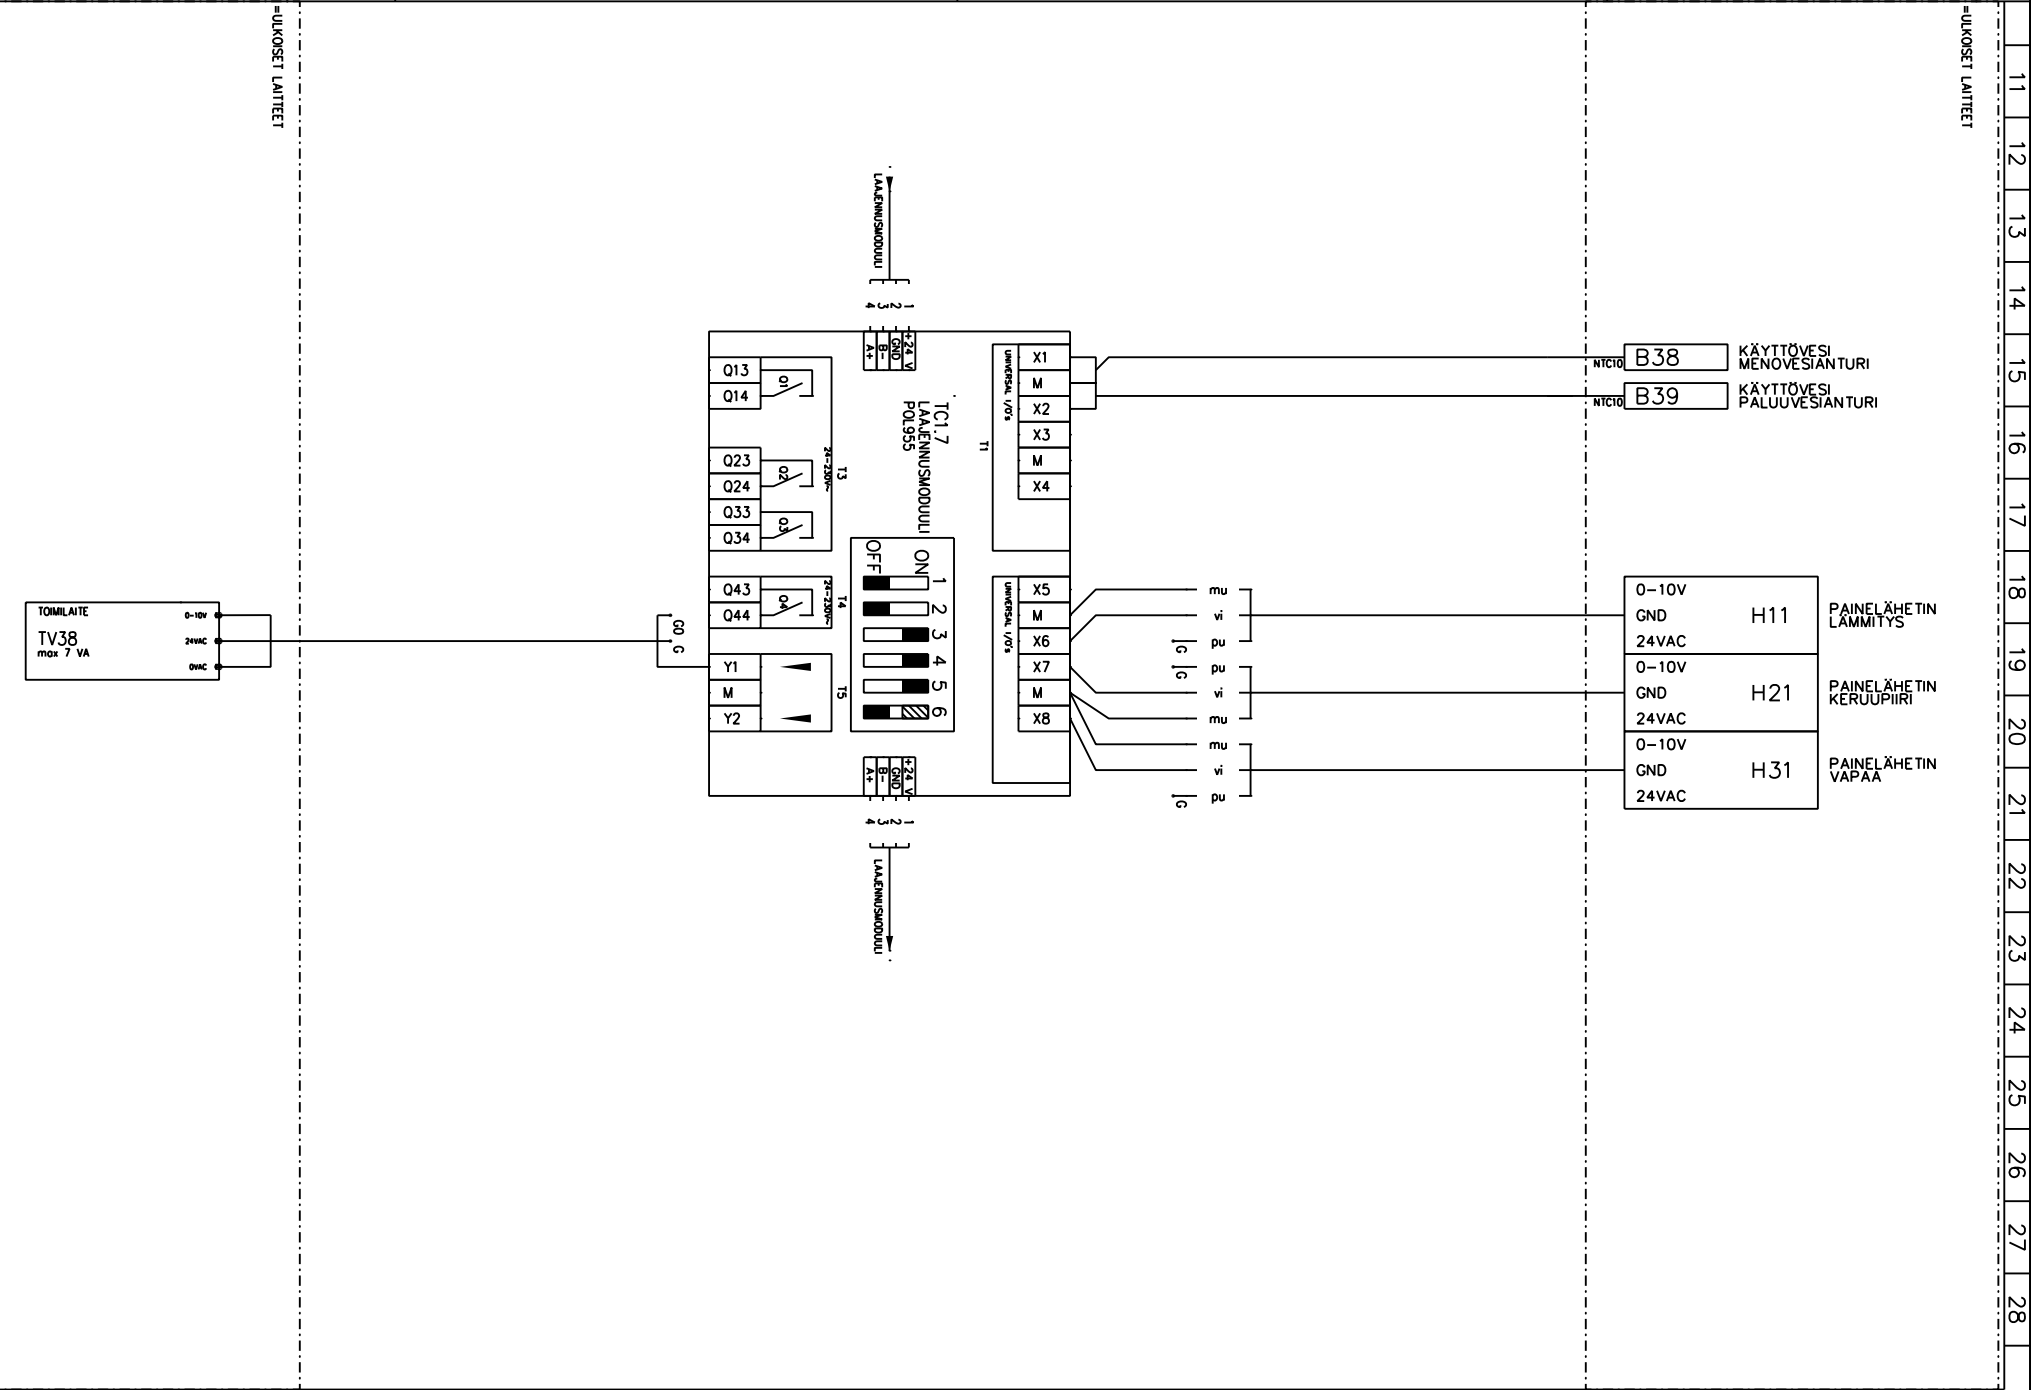 =ULKOISET LAITTEET
=ULKOISET LAITTEET
11
12
13
14
15
16
17
18
19
20
21
22
23
24
25
26
27
28
LAAJENNUSMODUULI
4 3 2 1
+24 V
GND
B-
A+
TC1.7
LAAJENNUSMODUULI
POL955
Q13
Q14
Q1
Q23
Q24
Q2
Q33
Q34
Q3
T3
24-230V~
Q43
Q44
Q4
T4
24-230V~
Y1
M
Y2
T5
ON
OFF
1
2
3
4
5
6
UNIVERSAL I/O's
T1
X1
M
X2
X3
M
X4
UNIVERSAL I/O's
X5
M
X6
X7
M
X8
+24 V
GND
B-
A+
4 3 2 1
LAAJENNUSMODUULI
mu
vi
G pu
G pu
vi
mu
mu
vi
G pu
NTC10 B38 KÄYTTÖVESI
MENOVESIANTURI
NTC10 B39 KÄYTTÖVESI
PALUUVESIANTURI
0-10V
GND H11
24VAC
PAINELÄHETIN
LÄMMITYS
0-10V
GND H21
24VAC
PAINELÄHETIN
KERUUPIIRI
0-10V
GND H31
24VAC
PAINELÄHETIN
VAPAA
G0
G
TOIMILAITE
TV38
max 7 VA
0-10V
24VAC
0VAC